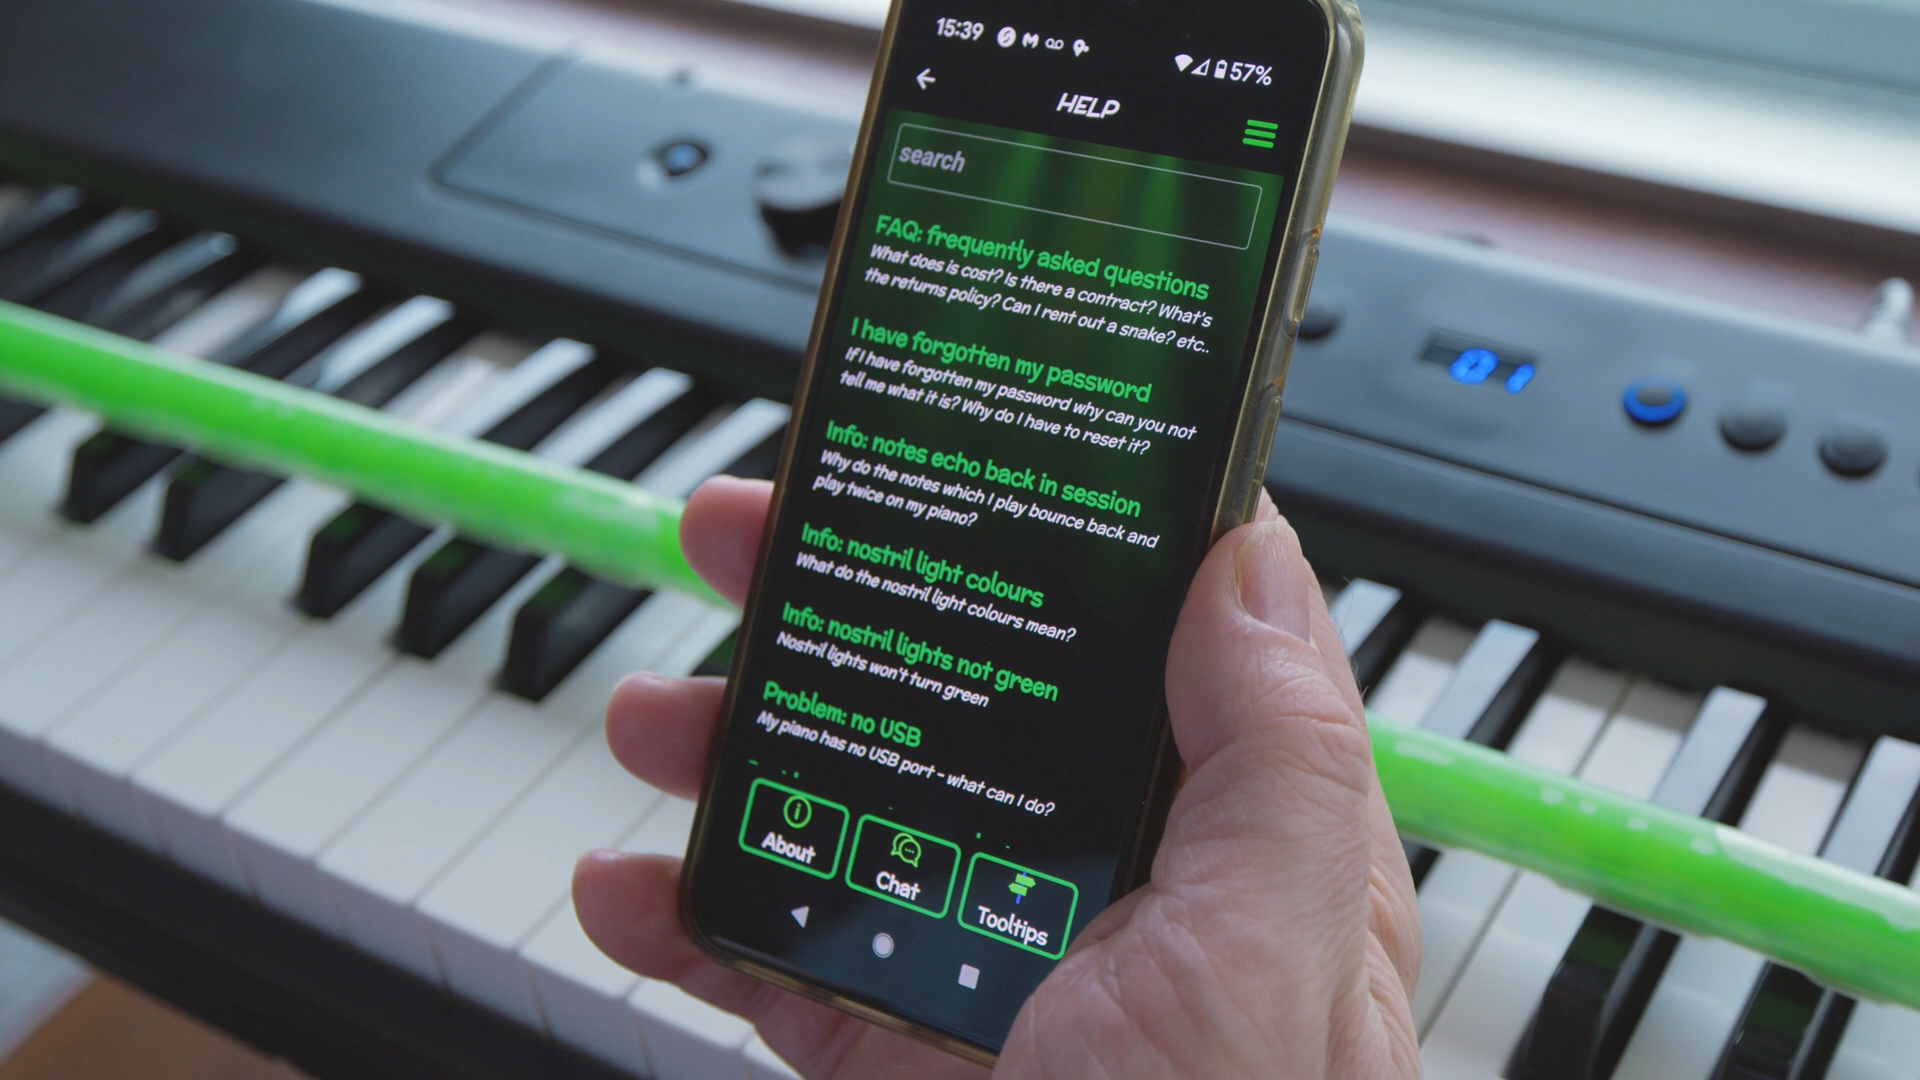 15:39
57%
HELP
search
FAQ: frequently asked questions
What does is cost? Is there a contract? What's
the returns policy? Can I rent out a snake? etc..
I have forgotten my password
If I have forgotten my password why can you not
tell me what it is? Why do I have to reset it?
Info: notes echo back in session
Why do the notes which I play bounce back and
play twice on my piano?
Info: nostril light colours
What do the nostril light colours mean?
Info: nostril lights not green
Nostril lights won't turn green
Problem: no USB
My piano has no USB port - what can I do?
About
Chat
Tooltips
01